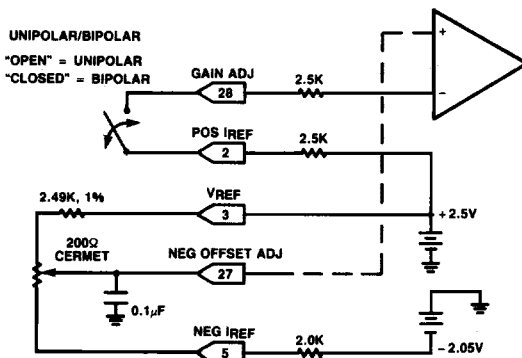 UNIPOLAR/BIPOLAR
"OPEN" = UNIPOLAR
"CLOSED" = BIPOLAR
GAIN ADJ
28
2.5K
+
−
POS IREF
2
2.5K
2.49K, 1%
VREF
3
+2.5V
200Ω
CERMET
NEG OFFSET ADJ
27
0.1µF
NEG IREF
5
2.0K
−2.05V